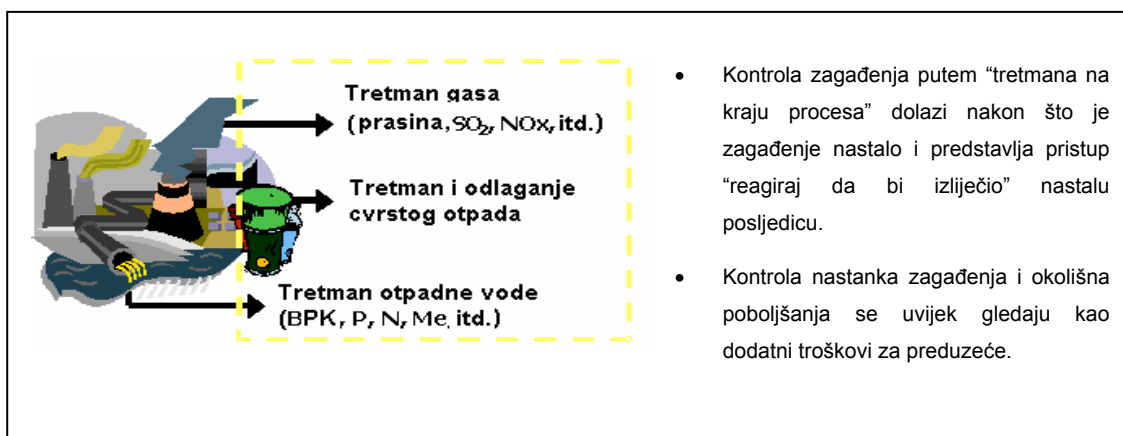 Tretman gasa
(prasina, SO₂, NOx, itd.)
Tretman i odlaganje
cvrstog otpada
Tretman otpadne vode
(BPK, P, N, Me, itd.)
• Kontrola zagađenja putem “tretmana na
kraju procesa” dolazi nakon što je
zagađenje nastalo i predstavlja pristup
“reagiraj da bi izliječio” nastalu
posljedicu.
• Kontrola nastanka zagađenja i okolišna
poboljšanja se uvijek gledaju kao
dodatni troškovi za preduzeće.